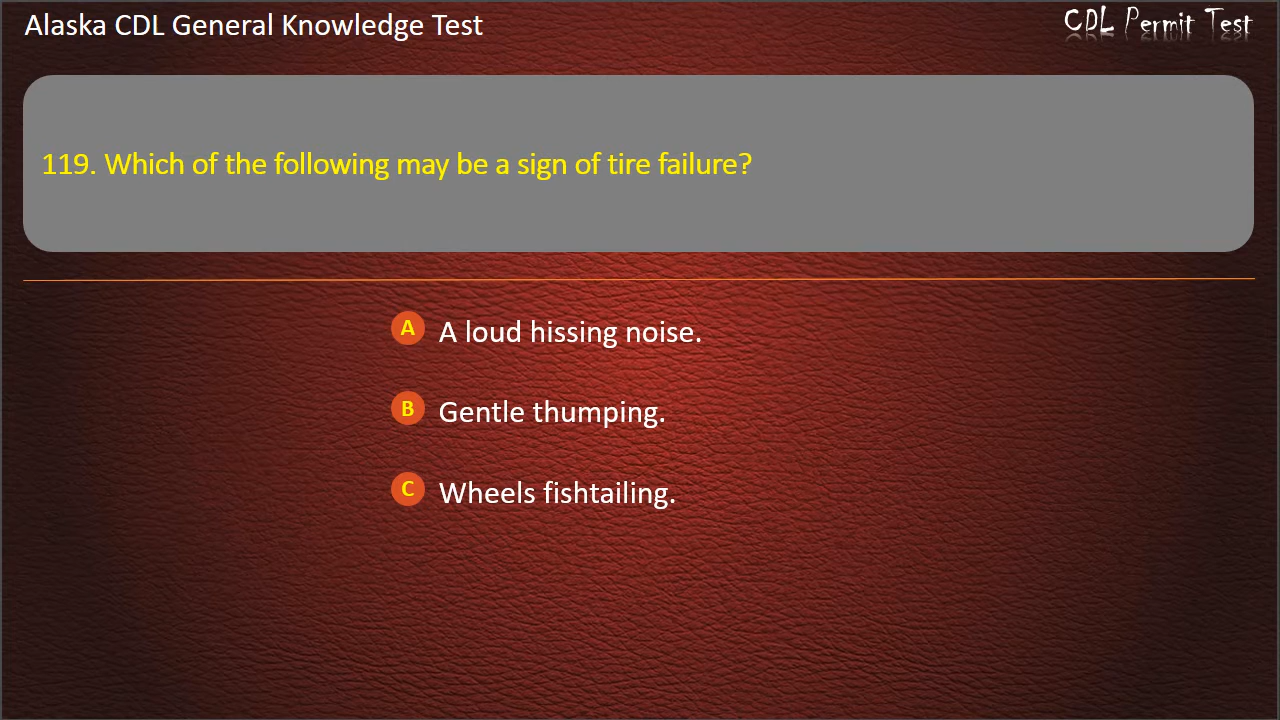 Alaska CDL General Knowledge Test
CDL Permit Test
119. Which of the following may be a sign of tire failure?
A A loud hissing noise.
B Gentle thumping.
C Wheels fishtailing.